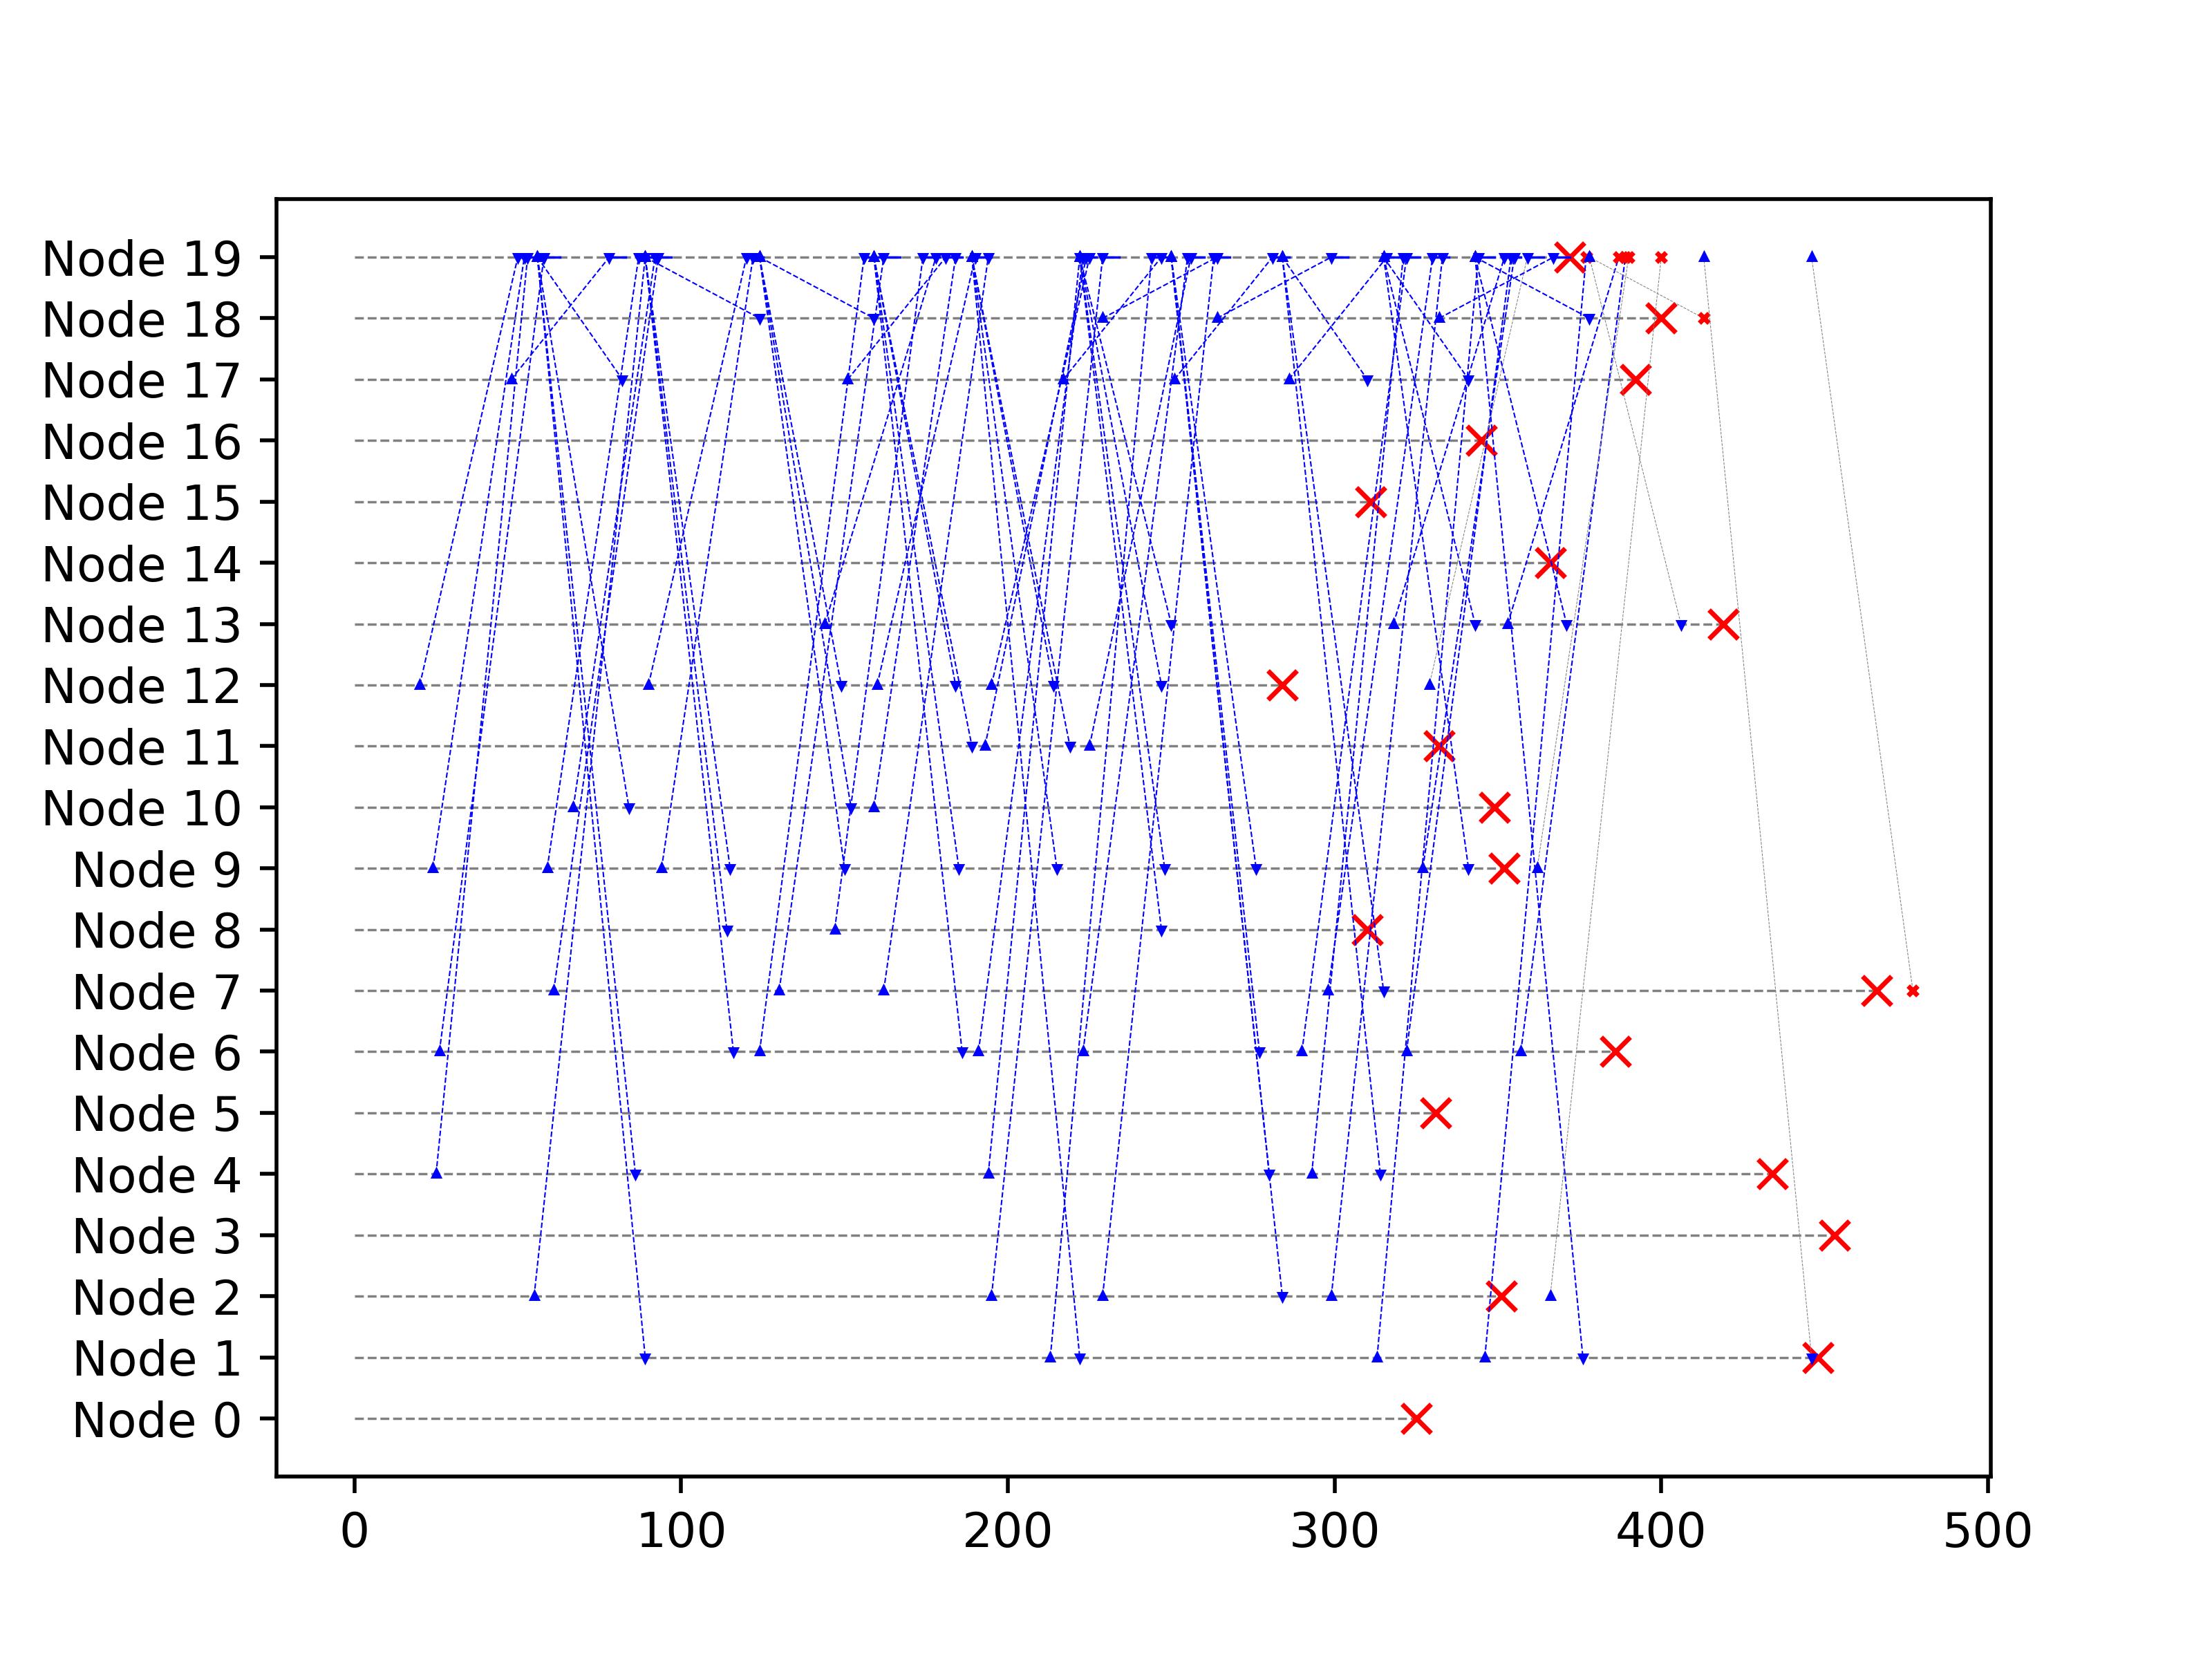 Node 19
Node 18
Node 17
Node 16
Node 15
Node 14
Node 13
Node 12
Node 11
Node 10
Node 9
Node 8
Node 7
Node 6
Node 5
Node 4
Node 3
Node 2
Node 1
Node 0
0 100 200 300 400 500